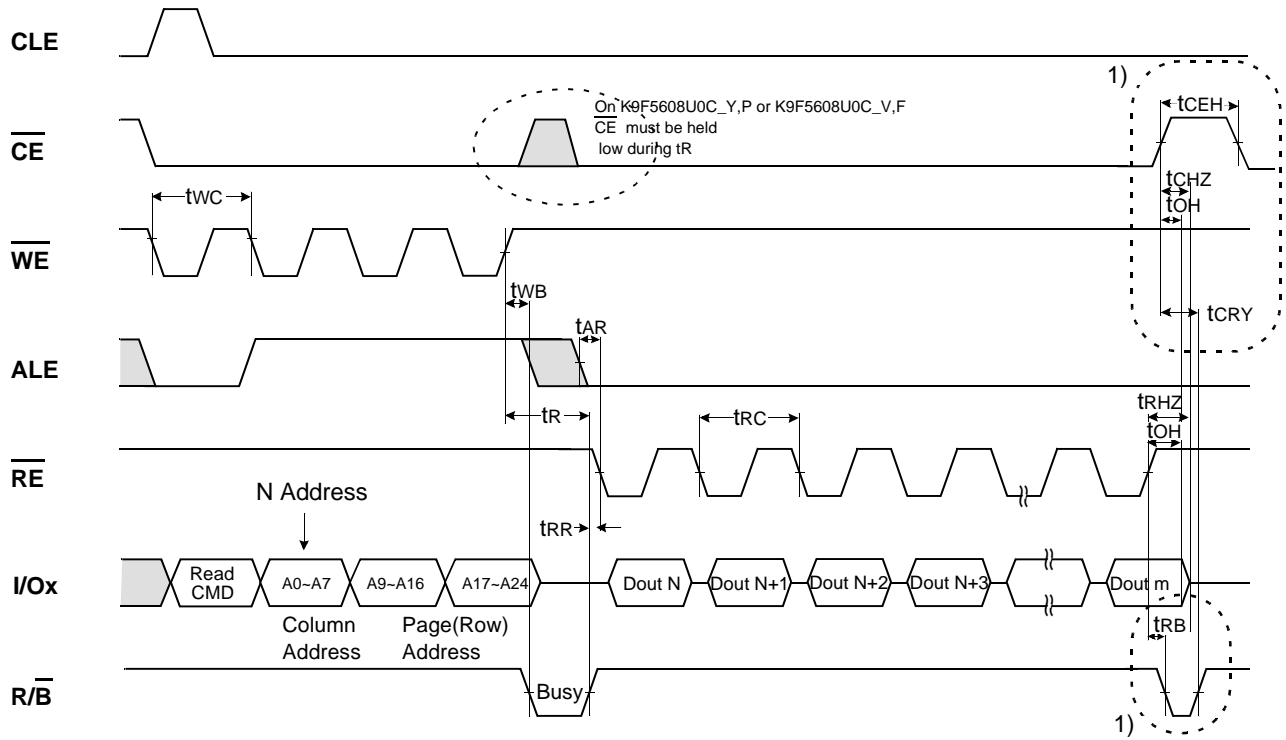 CLE
1)
tCEH
On K9F5608U0C_Y,P or K9F5608U0C_V,F
CE must be held
low during tR
CE
tCHZ
tOH
tWC
WE
tWB
tCRY
tAR
ALE
tR
tRC
tRHZ
tOH
RE
N Address
tRR
I/Ox
Read
CMD
A0~A7
A9~A16
A17~A24
Dout N
Dout N+1
Dout N+2
Dout N+3
Dout m
Column
Address
Page(Row)
Address
tRB
R/B
Busy
1)